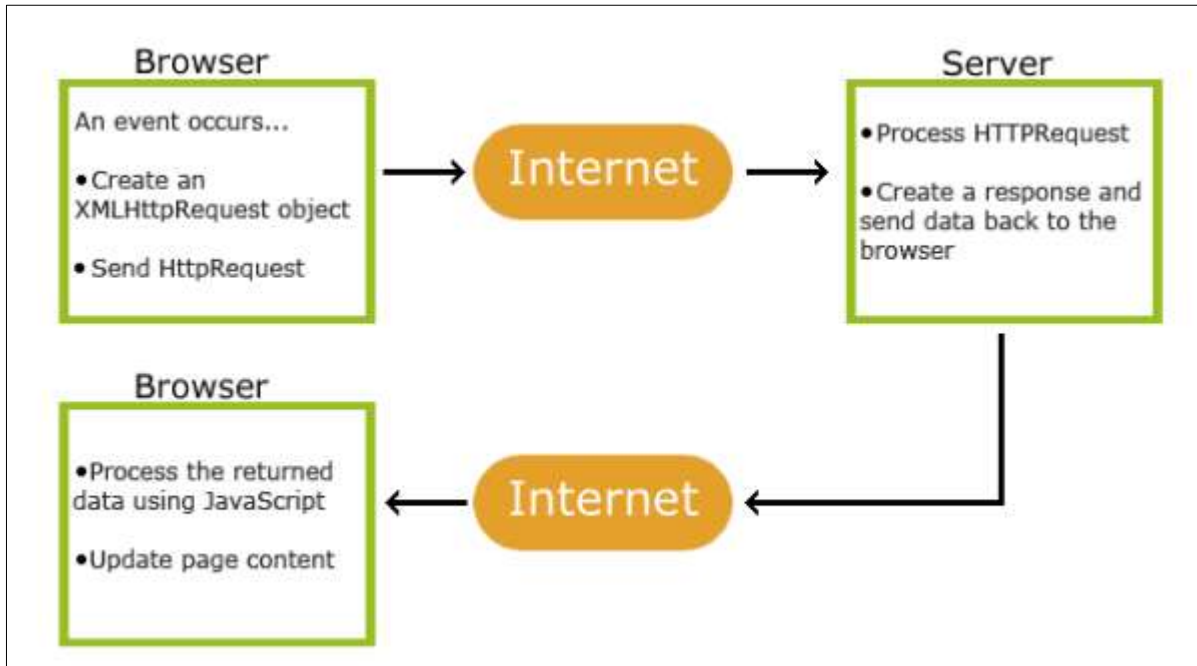 Browser
An event occurs...
•Create an
XMLHttpRequest object
• Send HttpRequest
Internet
Server
•Process HTTPRequest
•Create a response and
send data back to the
browser
Browser
•Process the returned
data using JavaScript
•Update page content
Internet